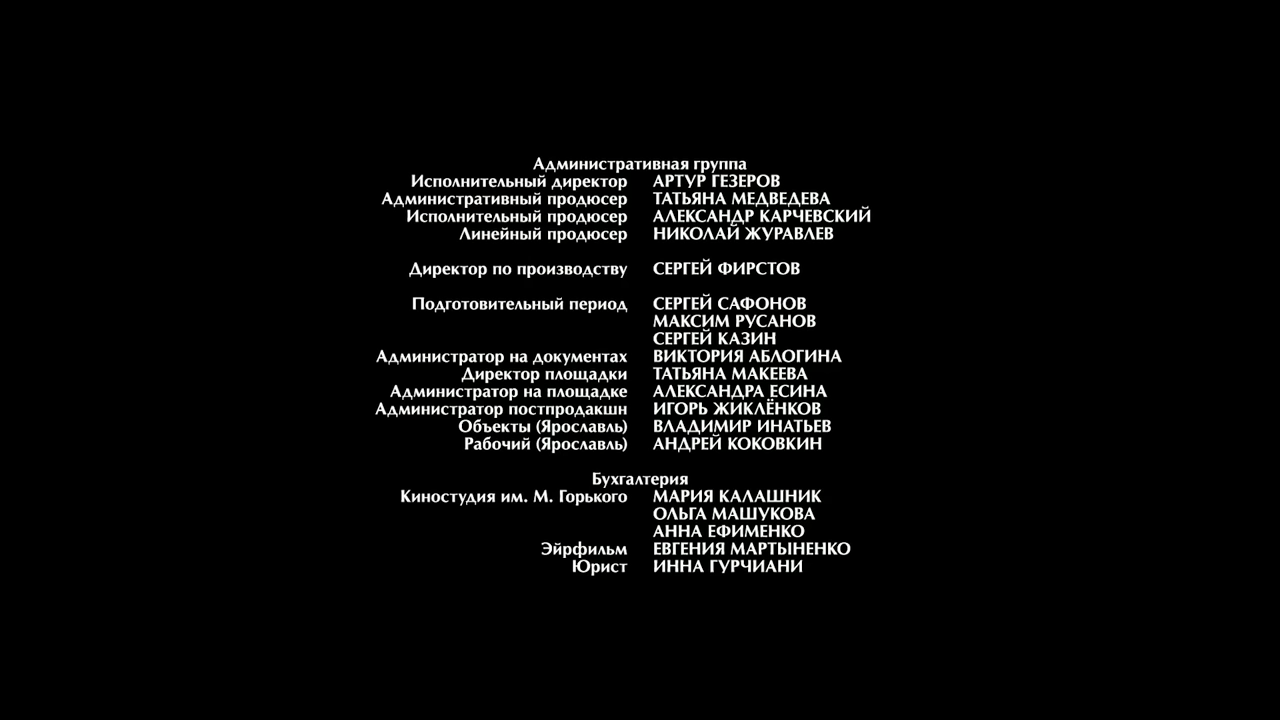 Административная группа
Исполнительный директор АРТУР ГЕЗЕРОВ
Административный продюсер ТАТЬЯНА МЕДВЕДЕВА
Исполнительный продюсер АЛЕКСАНДР КАРЧЕВСКИЙ
Линейный продюсер НИКОЛАЙ ЖУРАВЛЕВ
Директор по производству СЕРГЕЙ ФИРСТОВ
Подготовительный период СЕРГЕЙ САФОНОВ
МАКСИМ РУСАНОВ
СЕРГЕЙ КАЗИН
Администратор на документах ВИКТОРИЯ АБЛОГИНА
Директор площадки ТАТЬЯНА МАКЕЕВА
Администратор на площадке АЛЕКСАНДРА ЕСИНА
Администратор постпродакшн ИГОРЬ ЖИКЛЁНКОВ
Объекты (Ярославль) ВЛАДИМИР ИНАТЬЕВ
Рабочий (Ярославль) АНДРЕЙ КОКОВКИН
Бухгалтерия
Киностудия им. М. Горького МАРИЯ КАЛАШНИК
ОЛЬГА МАШУКОВА
АННА ЕФИМЕНКО
Эйрфильм ЕВГЕНИЯ МАРТЫНЕНКО
Юрист ИННА ГУРЧИАНИ